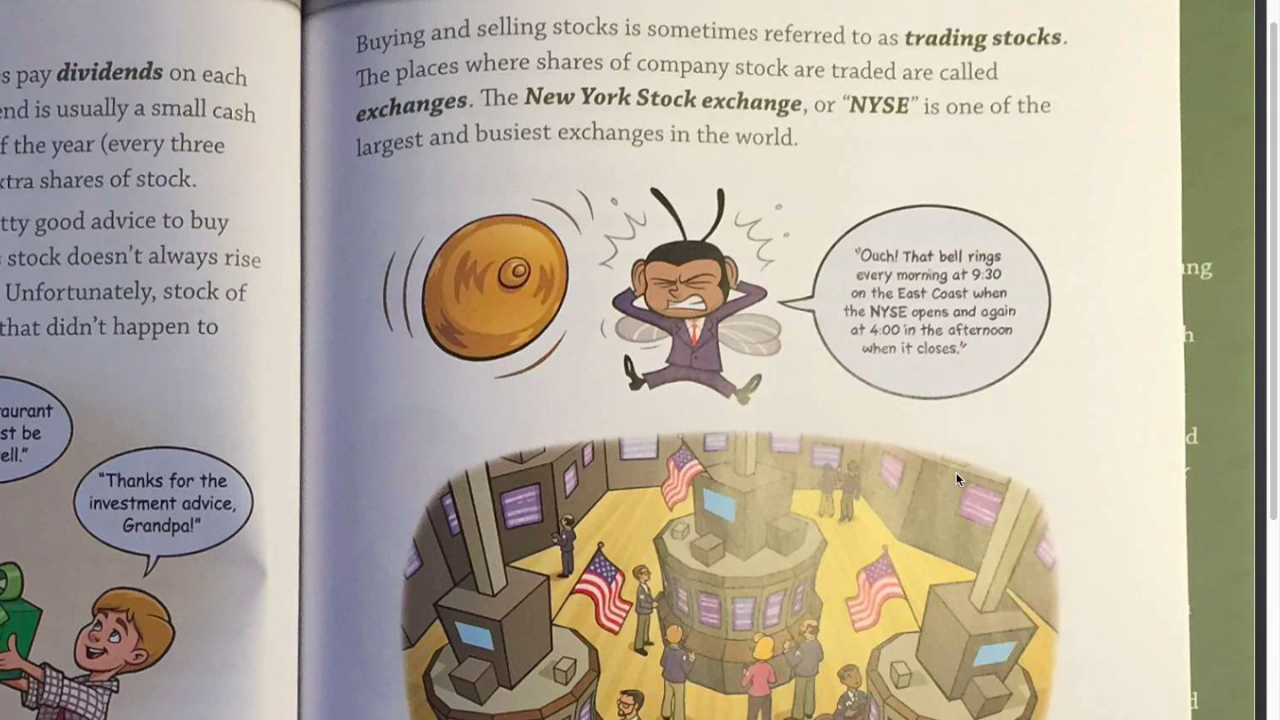 s pay dividends on each
end is usually a small cash
f the year (every three
xtra shares of stock.
tty good advice to buy
s stock doesn't always rise
Unfortunately, stock of
that didn't happen to
aurant
st be
ell."
"Thanks for the
investment advice,
Grandpa!"
Buying and selling stocks is sometimes referred to as trading stocks.
The places where shares of company stock are traded are called
exchanges. The New York Stock exchange, or "NYSE" is one of the
largest and busiest exchanges in the world.
"Ouch! That bell rings
every morning at 9:30
on the East Coast when
the NYSE opens and again
at 4:00 in the afternoon
when it closes."
ng
h
d
d